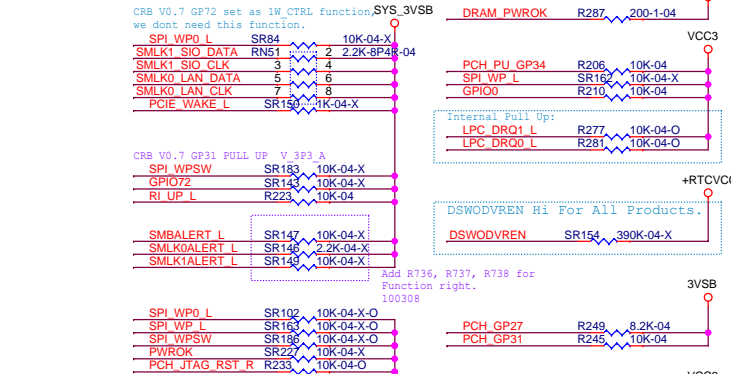 CRB V0.7 GP72 set as 1W_CTRL function,
we dont need this function.
SYS_3VSB
SPI_WP0_L SR84 10K-04-X
SMLK1_SIO_DATA RN51 2 2.2K-8P4R-04
SMLK1_SIO_CLK 3 4
SMLK0_LAN_DATA 5 6
SMLK0_LAN_CLK 7 8
PCIE_WAKE_L SR150 1K-04-X
CRB V0.7 GP31 PULL UP V_3P3_A
SPI_WPSW SR183 10K-04-X
GPIO72 SR143 10K-04-X
RI_UP_L R223 10K-04
SMBALERT_L SR147 10K-04-X
SMLK0ALERT_L SR146 2.2K-04-X
SMLK1ALERT_L SR149 10K-04-X
Add R736, R737, R738 for
Function right.
100308
SPI_WP0_L SR102 10K-04-X-O
SPI_WP_L SR163 10K-04-X-O
SPI_WPSW SR186 10K-04-X-O
PWROK SR227 10K-04-X
PCH_JTAG_RST_R R233 10K-04-O
DRAM_PWROK R287 200-1-04
VCC3
PCH_PU_GP34 R206 10K-04
SPI_WP_L SR162 10K-04-X
GPIO0 R210 10K-04
Internal Pull Up:
LPC_DRQ1_L R277 10K-04-O
LPC_DRQ0_L R281 10K-04-O
+RTCVCC
DSWODVREN Hi For All Products.
DSWODVREN SR154 390K-04-X
3VSB
PCH_GP27 R249 8.2K-04
PCH_GP31 R245 10K-04